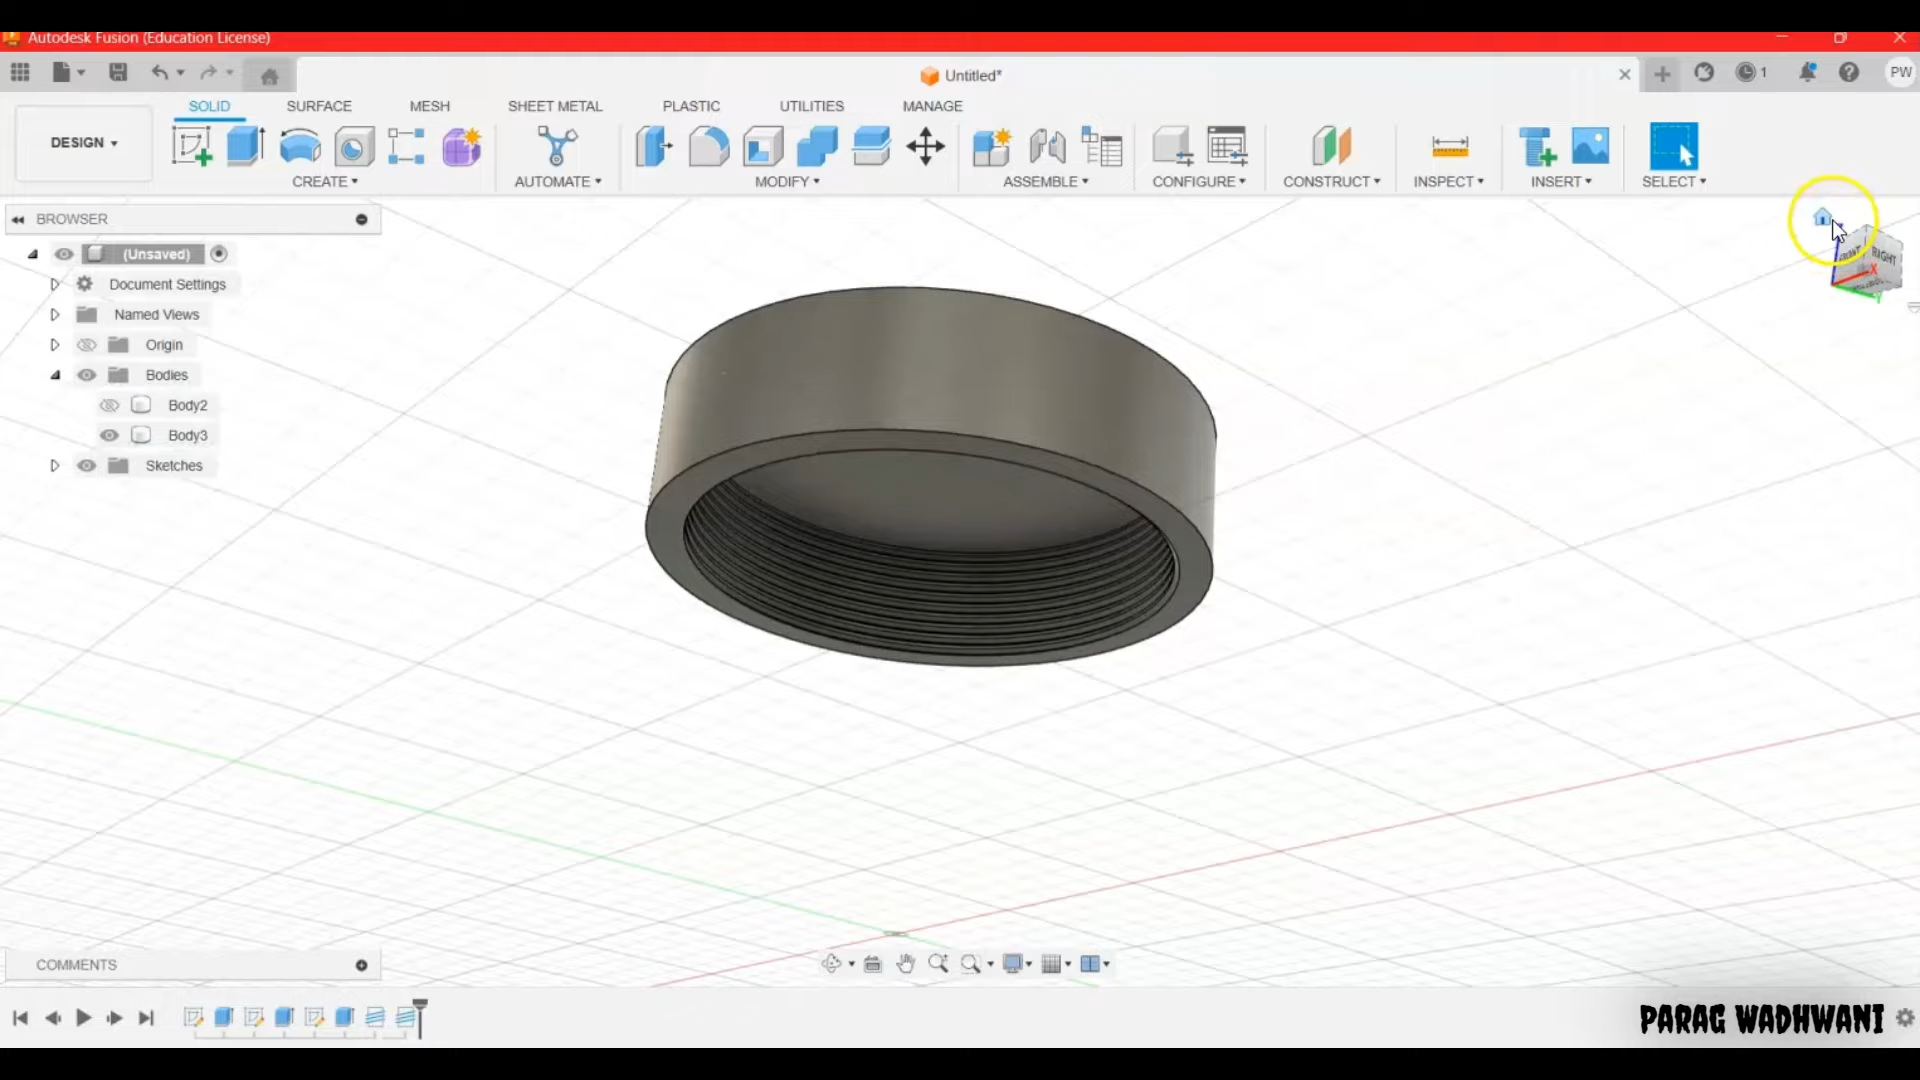 Autodesk Fusion (Education License)
Untitled*
1
PW
DESIGN
SOLID
SURFACE
MESH
SHEET METAL
PLASTIC
UTILITIES
MANAGE
CREATE
AUTOMATE
MODIFY
ASSEMBLE
CONFIGURE
CONSTRUCT
INSPECT
INSERT
SELECT
BROWSER
(Unsaved)
Document Settings
Named Views
Origin
Bodies
Body2
Body3
Sketches
RIGHT
X
Y
COMMENTS
PARAG WADHWANI